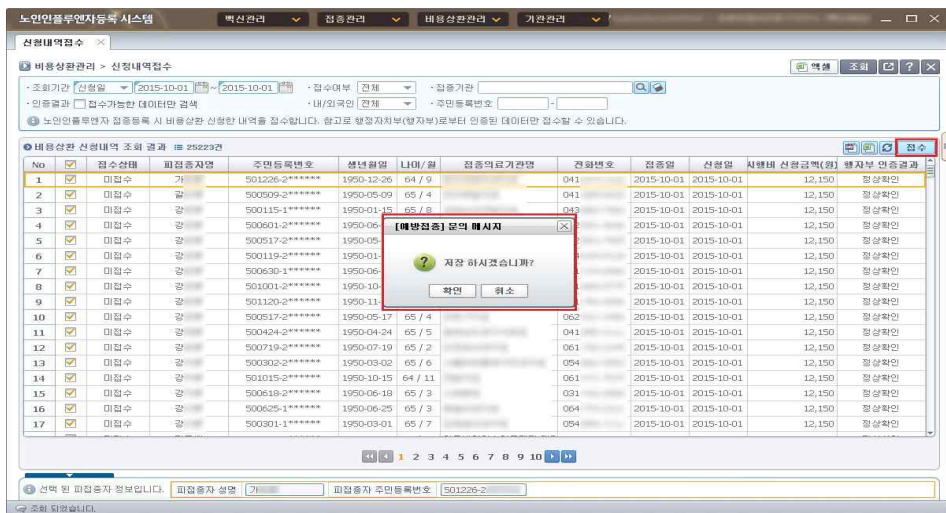 노인인플루엔자등록 시스템 백신관리 접종관리 비용상환관리 기관관리
신청내역접수
비용상환관리 > 신청내역접수 엑셀 조회 ?
· 조회기간 신청일 2015-10-01 ~ 2015-10-01 · 접수여부 전체 · 접종기관
· 인증결과 접수가능한 데이터만 검색 · 내/외국인 전체 · 주민등록번호 -
노인인플루엔자 접종등록 시 비용상환 신청한 내역을 접수합니다. 참고로 행정자치부(행자부)로부터 인증된 데이터만 접수할 수 있습니다.
비용상환 신청내역 조회 결과 25223건 접수
No 접수상태 피접종자명 주민등록번호 생년월일 나이/월 접종의료기관명 전화번호 접종일 신청일 시행비 신청금액(원) 행자부 인증결과
1 미접수 가 501226-2****** 1950-12-26 64 / 9 041 2015-10-01 2015-10-01 12,150 정상확인
2 미접수 갈 500509-2****** 1950-05-09 65 / 4 041 2015-10-01 2015-10-01 12,150 정상확인
3 미접수 강 500115-1****** 1950-01-15 65 / 8 043 2015-10-01 2015-10-01 12,150 정상확인
4 미접수 강 500601-2****** 1950-06- 2015-10-01 2015-10-01 12,150 정상확인
5 미접수 강 500517-2****** 1950-05- 2015-10-01 2015-10-01 12,150 정상확인
6 미접수 강 500119-2****** 1950-01- 2015-10-01 2015-10-01 12,150 정상확인
7 미접수 강 500630-1****** 1950-06- 2015-10-01 2015-10-01 12,150 정상확인
8 미접수 강 501001-2****** 1950-10- 2015-10-01 2015-10-01 12,150 정상확인
9 미접수 강 501120-2****** 1950-11- 2015-10-01 2015-10-01 12,150 정상확인
[예방접종] 문의 메시지
저장 하시겠습니까?
확인 취소
10 미접수 강 500517-2****** 1950-05-17 65 / 4 062 2015-10-01 2015-10-01 12,150 정상확인
11 미접수 강 500424-2****** 1950-04-24 65 / 5 041 2015-10-01 2015-10-01 12,150 정상확인
12 미접수 강 500719-2****** 1950-07-19 65 / 2 061 2015-10-01 2015-10-01 12,150 정상확인
13 미접수 강 500302-2****** 1950-03-02 65 / 6 054 2015-10-01 2015-10-01 12,150 정상확인
14 미접수 강 501015-2****** 1950-10-15 64 / 11 061 2015-10-01 2015-10-01 12,150 정상확인
15 미접수 강 500618-2****** 1950-06-18 65 / 3 031 2015-10-01 2015-10-01 12,150 정상확인
16 미접수 강 500625-1****** 1950-06-25 65 / 3 064 2015-10-01 2015-10-01 12,150 정상확인
17 미접수 강 500301-1****** 1950-03-01 65 / 7 054 2015-10-01 2015-10-01 12,150 정상확인
1 2 3 4 5 6 7 8 9 10
선택 된 피접종자 정보입니다. 피접종자 성명 가 피접종자 주민등록번호 501226-2
조회 되었습니다.